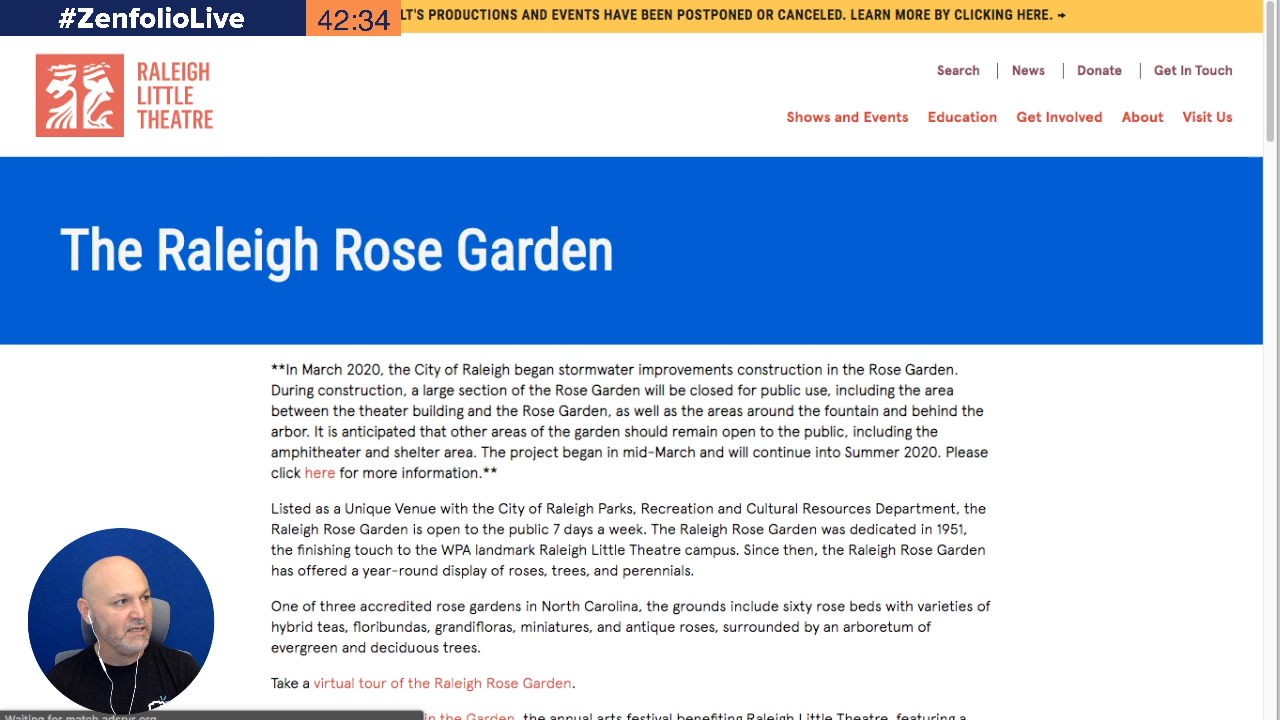 #ZenfolioLive
42:34
LT'S PRODUCTIONS AND EVENTS HAVE BEEN POSTPONED OR CANCELED. LEARN MORE BY CLICKING HERE. →
RALEIGH
LITTLE
THEATRE
Search
News
Donate
Get In Touch
Shows and Events
Education
Get Involved
About
Visit Us
The Raleigh Rose Garden
**In March 2020, the City of Raleigh began stormwater improvements construction in the Rose Garden.
During construction, a large section of the Rose Garden will be closed for public use, including the area
between the theater building and the Rose Garden, as well as the areas around the fountain and behind the
arbor. It is anticipated that other areas of the garden should remain open to the public, including the
amphitheater and shelter area. The project began in mid-March and will continue into Summer 2020. Please
click here for more information.**
Listed as a Unique Venue with the City of Raleigh Parks, Recreation and Cultural Resources Department, the
Raleigh Rose Garden is open to the public 7 days a week. The Raleigh Rose Garden was dedicated in 1951,
the finishing touch to the WPA landmark Raleigh Little Theatre campus. Since then, the Raleigh Rose Garden
has offered a year-round display of roses, trees, and perennials.
One of three accredited rose gardens in North Carolina, the grounds include sixty rose beds with varieties of
hybrid teas, floribundas, grandifloras, miniatures, and antique roses, surrounded by an arboretum of
evergreen and deciduous trees.
Take a virtual tour of the Raleigh Rose Garden.
in the Garden, the annual arts festival benefiting Raleigh Little Theatre, featuring a